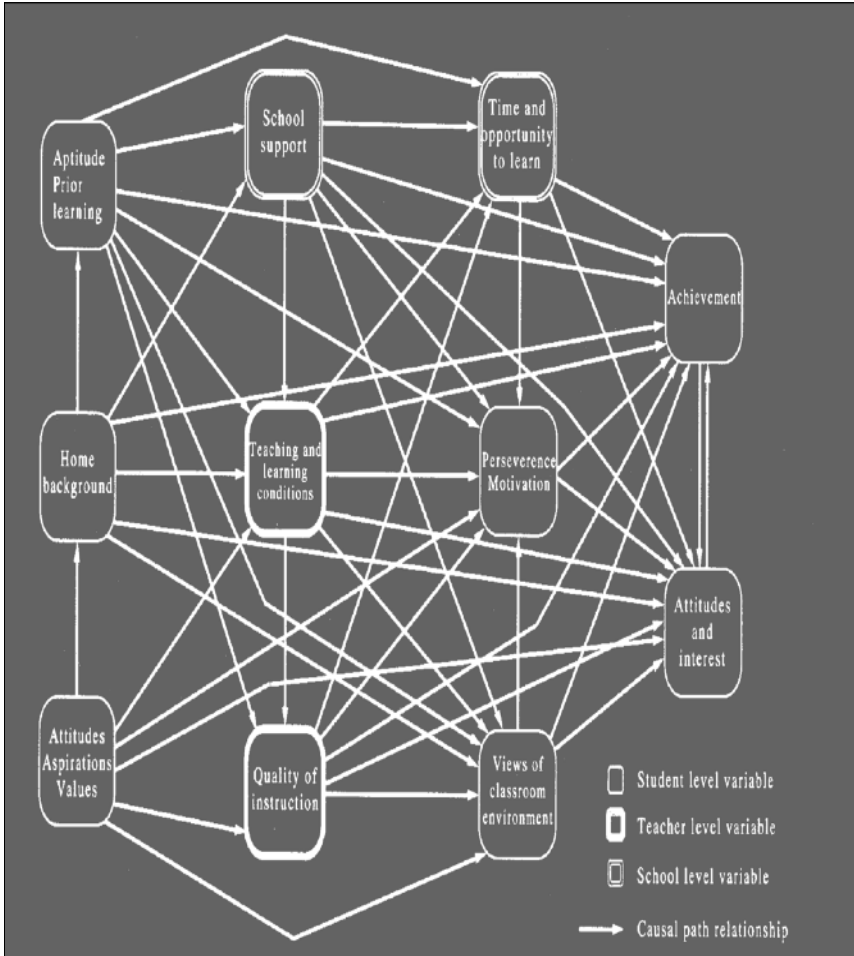 Aptitude
Prior
learning
School
support
Time and
opportunity
to learn
Achievement
Home
background
Teaching and
learning
conditions
Perseverence
Motivation
Attitudes
and
interest
Attitudes
Aspirations
Values
Quality of
instruction
Views of
classroom
environment
Student level variable
Teacher level variable
School level variable
Causal path relationship